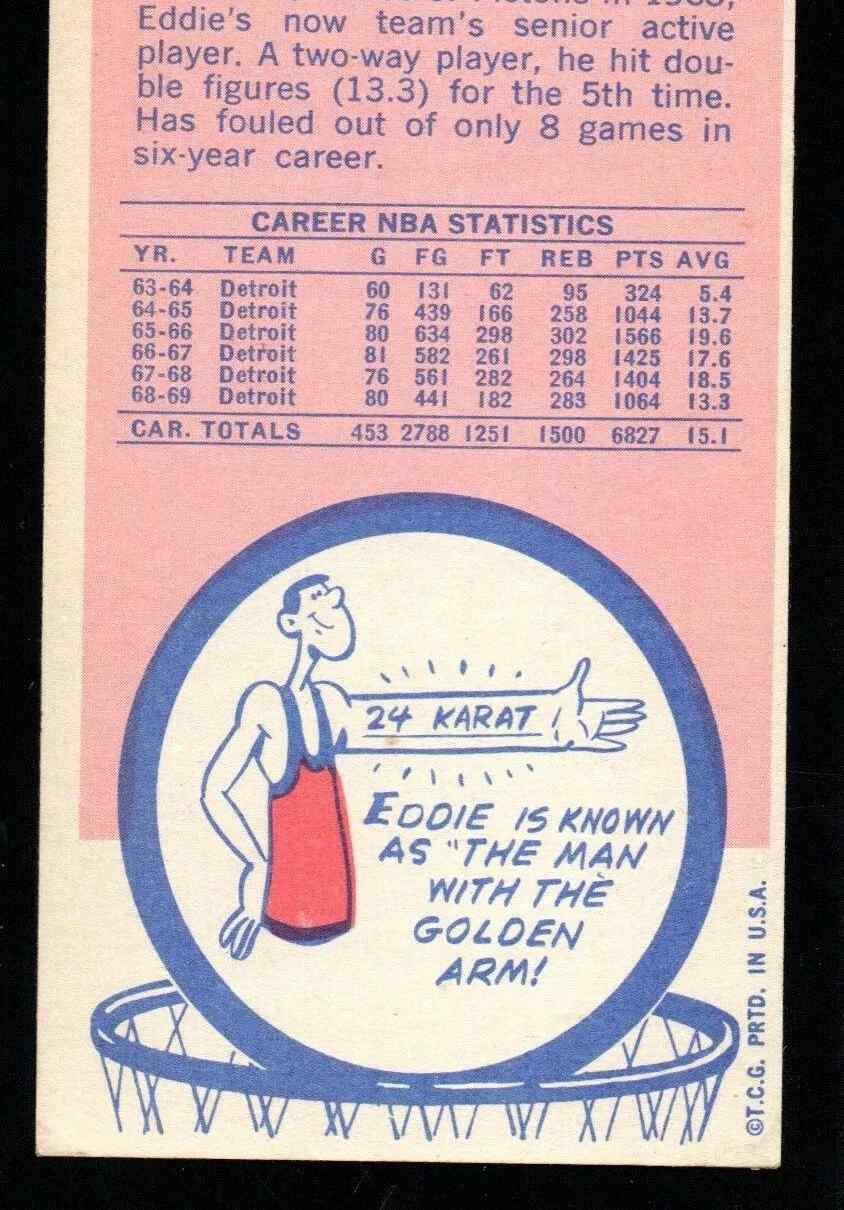 Pistons in
Eddie's now team's senior active
player. A two-way player, he hit dou-
ble figures (13.3) for the 5th time.
Has fouled out of only 8 games in
six-year career.
CAREER NBA STATISTICS
YR. TEAM G FG FT REB PTS AVG
63-64 Detroit 60 131 62 95 324 5.4
64-65 Detroit 76 439 166 258 1044 13.7
65-66 Detroit 80 634 298 302 1566 19.6
66-67 Detroit 81 582 261 298 1425 17.6
67-68 Detroit 76 561 282 264 1404 18.5
68-69 Detroit 80 441 182 283 1064 13.3
CAR. TOTALS 453 2788 1251 1500 6827 15.1
24 KARAT
EDDIE IS KNOWN
AS "THE MAN
WITH THE
GOLDEN
ARM!
©T.C.G. PRTD. IN U.S.A.